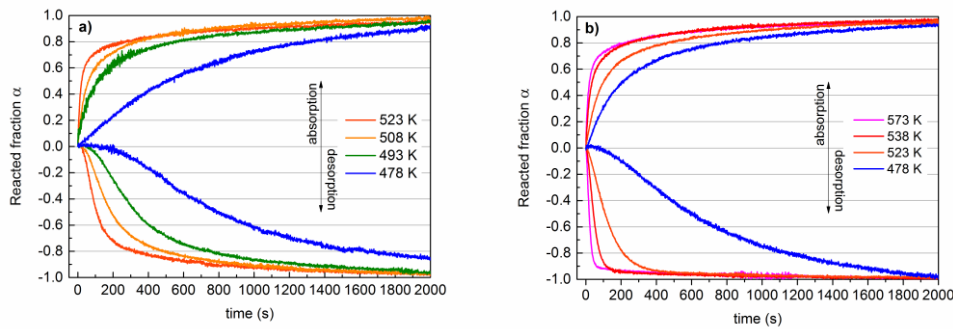 a)
Reacted fraction α
1.0
0.8
0.6
0.4
0.2
0.0
-0.2
-0.4
-0.6
-0.8
-1.0
absorption
desorption
523 K
508 K
493 K
478 K
0 200 400 600 800 1000 1200 1400 1600 1800 2000
time (s)
b)
Reacted fraction α
1.0
0.8
0.6
0.4
0.2
0.0
-0.2
-0.4
-0.6
-0.8
-1.0
absorption
desorption
573 K
538 K
523 K
478 K
0 200 400 600 800 1000 1200 1400 1600 1800 2000
time (s)